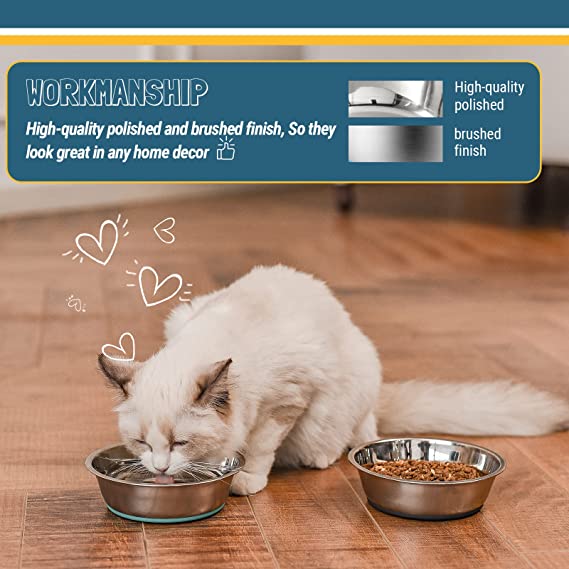 WORKMANSHIP
High-quality polished and brushed finish, So they
look great in any home decor
High-quality
polished
brushed
finish